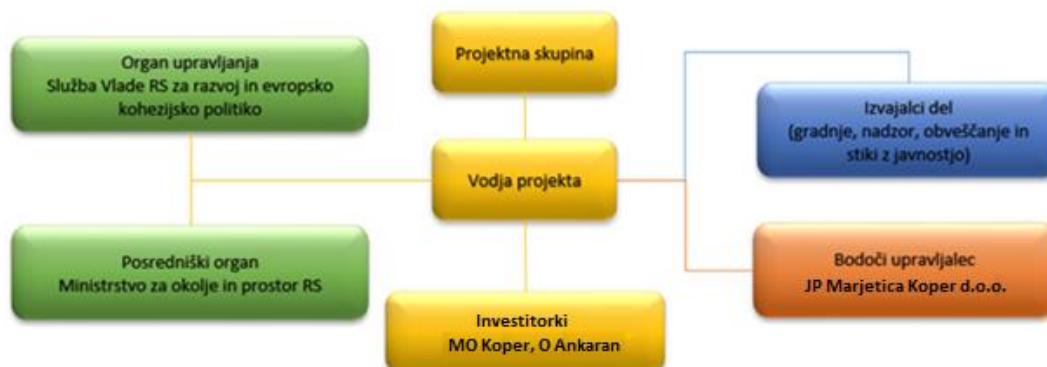 Organ upravljanja
Služba Vlade RS za razvoj in evropsko
kohezijsko politiko
Projektna skupina
Izvajalci del
(gradnje, nadzor, obveščanje in
stiki z javnostjo)
Vodja projekta
Posredniški organ
Ministrstvo za okolje in prostor RS
Bodoči upravljalec
JP Marjetica Koper d.o.o.
Investitorki
MO Koper, O Ankaran